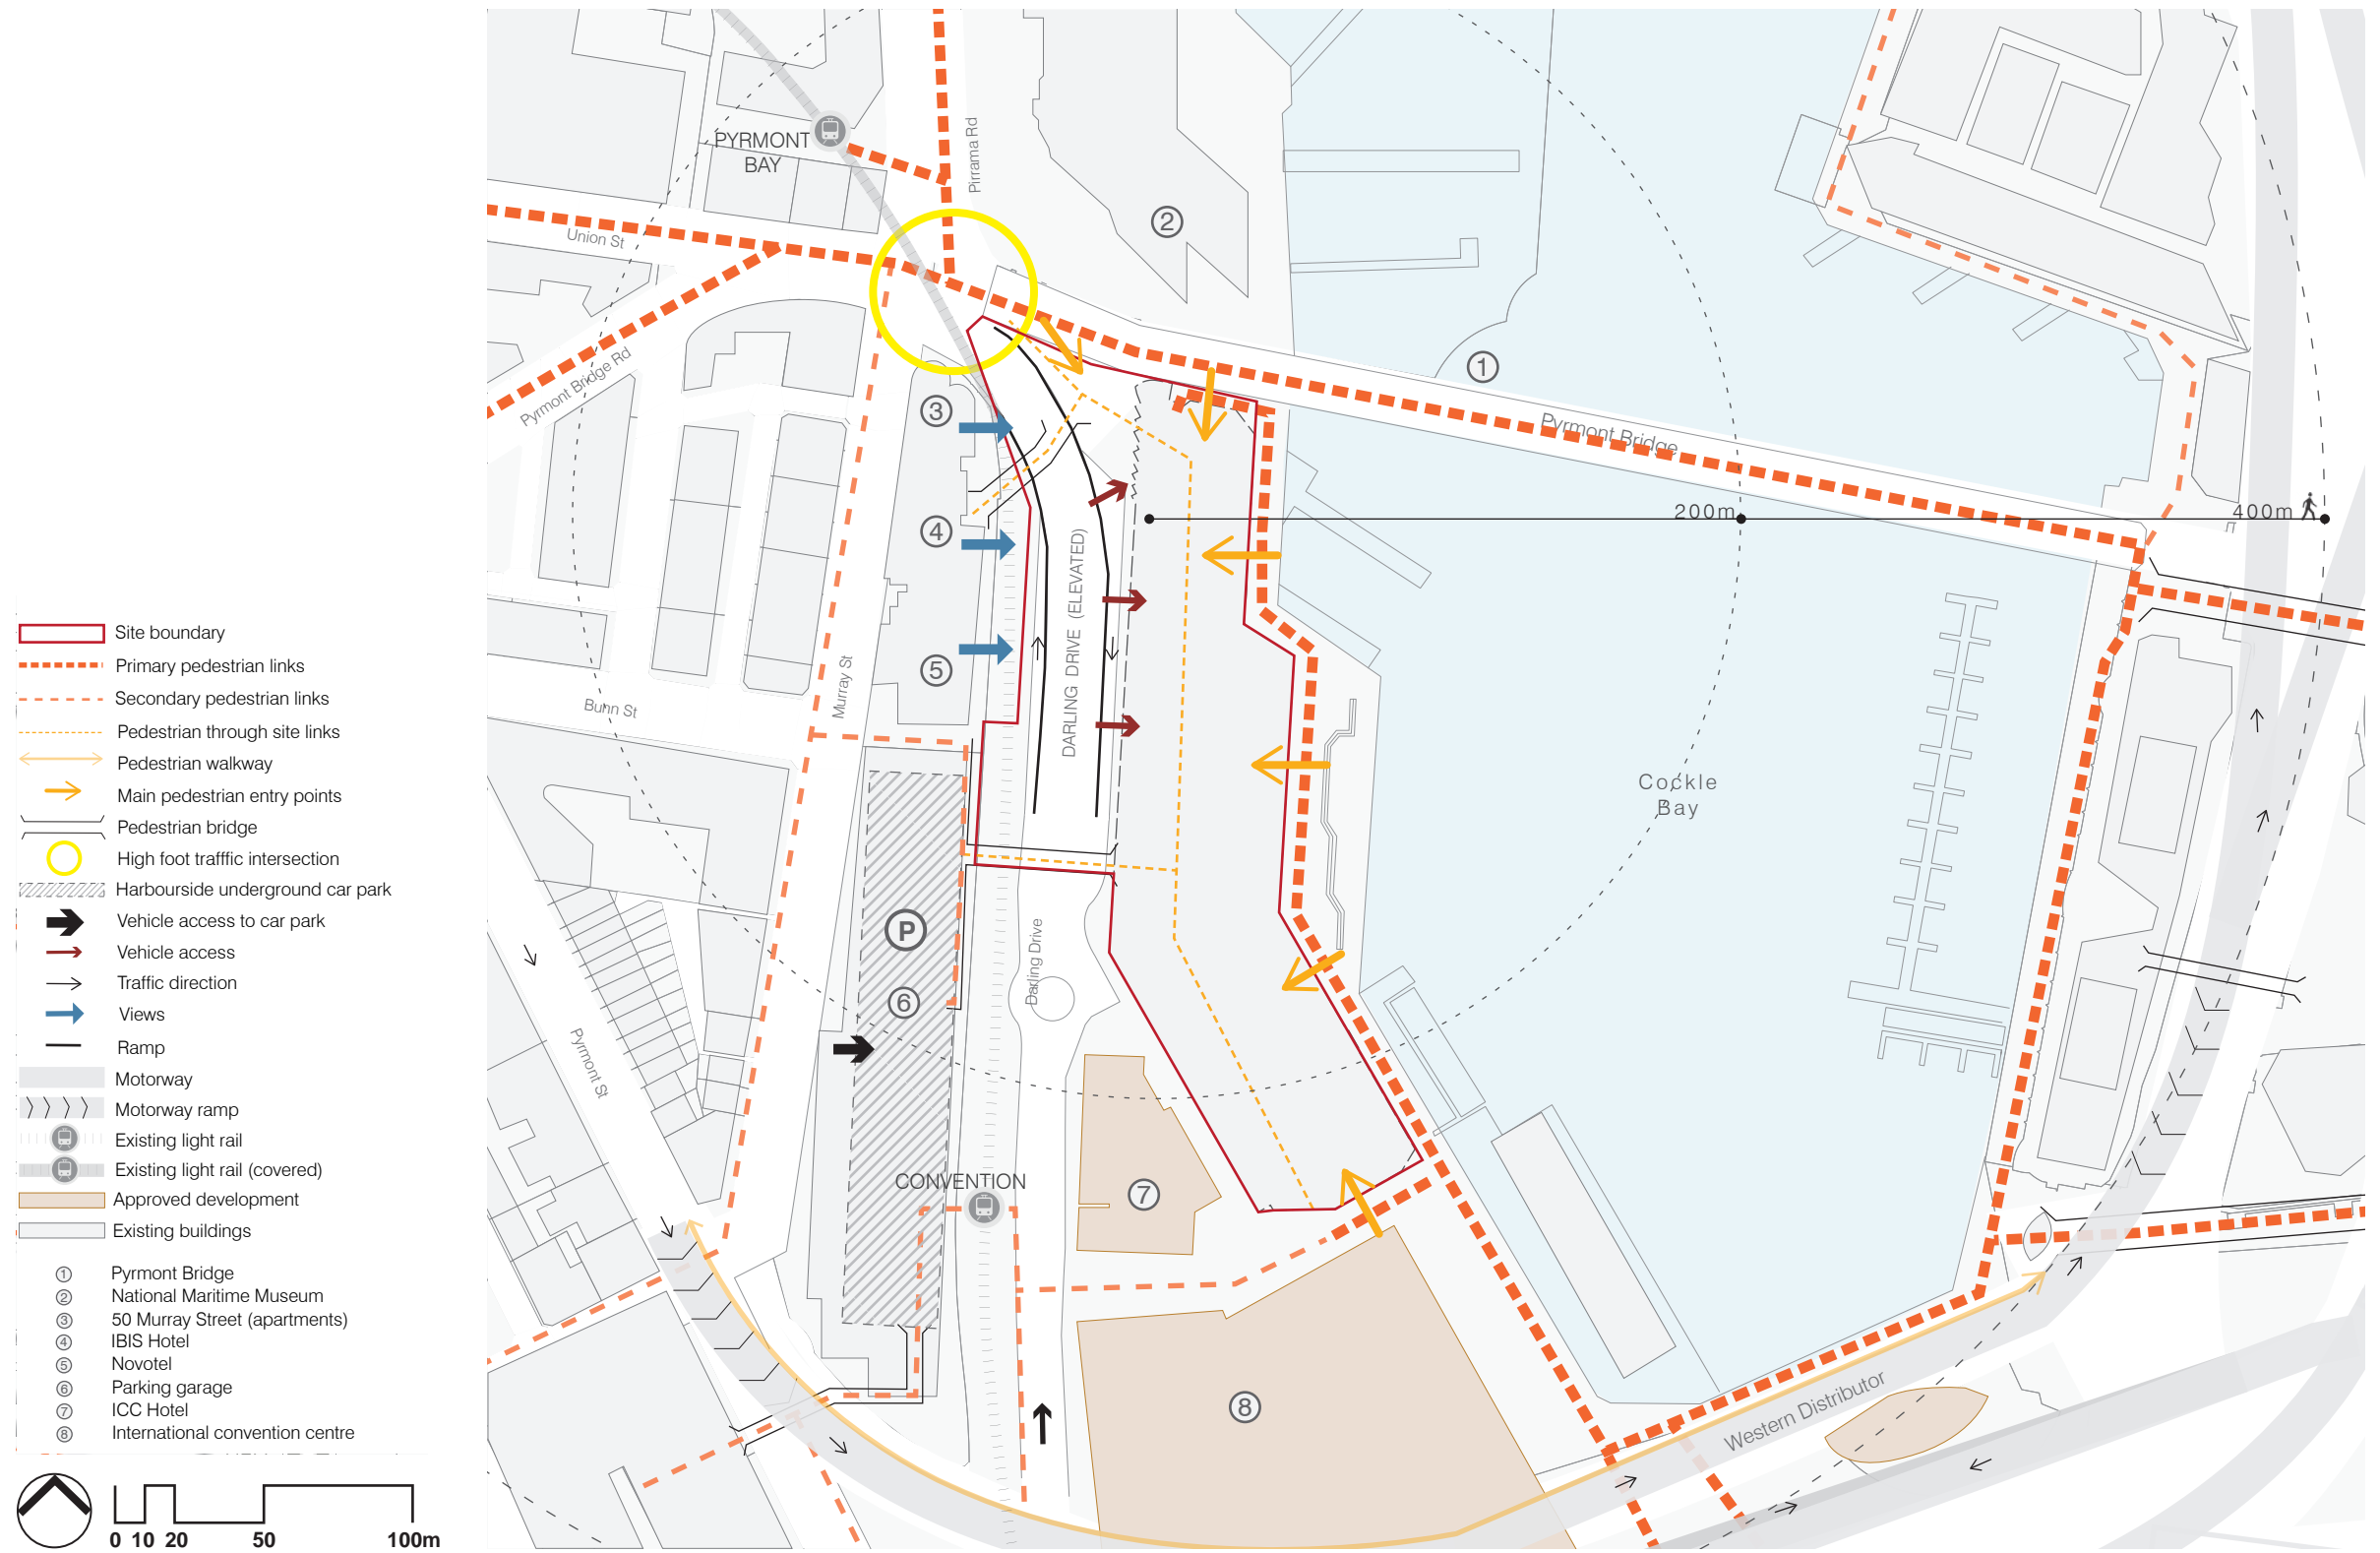 PYRMONT
BAY
Pirrama Rd
Union St
Pyrmont Bridge Rd
②
①
Pyrmont Bridge
③
④
⑤
200m
400m
DARLING DRIVE (ELEVATED)
Murray St
Bunn St
Cockle
Bay
P
⑥
Darling Drive
Pyrmont St
CONVENTION
⑦
⑧
Western Distributor
Site boundary
Primary pedestrian links
Secondary pedestrian links
Pedestrian through site links
Pedestrian walkway
Main pedestrian entry points
Pedestrian bridge
High foot trafffic intersection
Harbourside underground car park
Vehicle access to car park
Vehicle access
Traffic direction
Views
Ramp
Motorway
Motorway ramp
Existing light rail
Existing light rail (covered)
Approved development
Existing buildings
① Pyrmont Bridge
② National Maritime Museum
③ 50 Murray Street (apartments)
④ IBIS Hotel
⑤ Novotel
⑥ Parking garage
⑦ ICC Hotel
⑧ International convention centre
0 10 20 50 100m